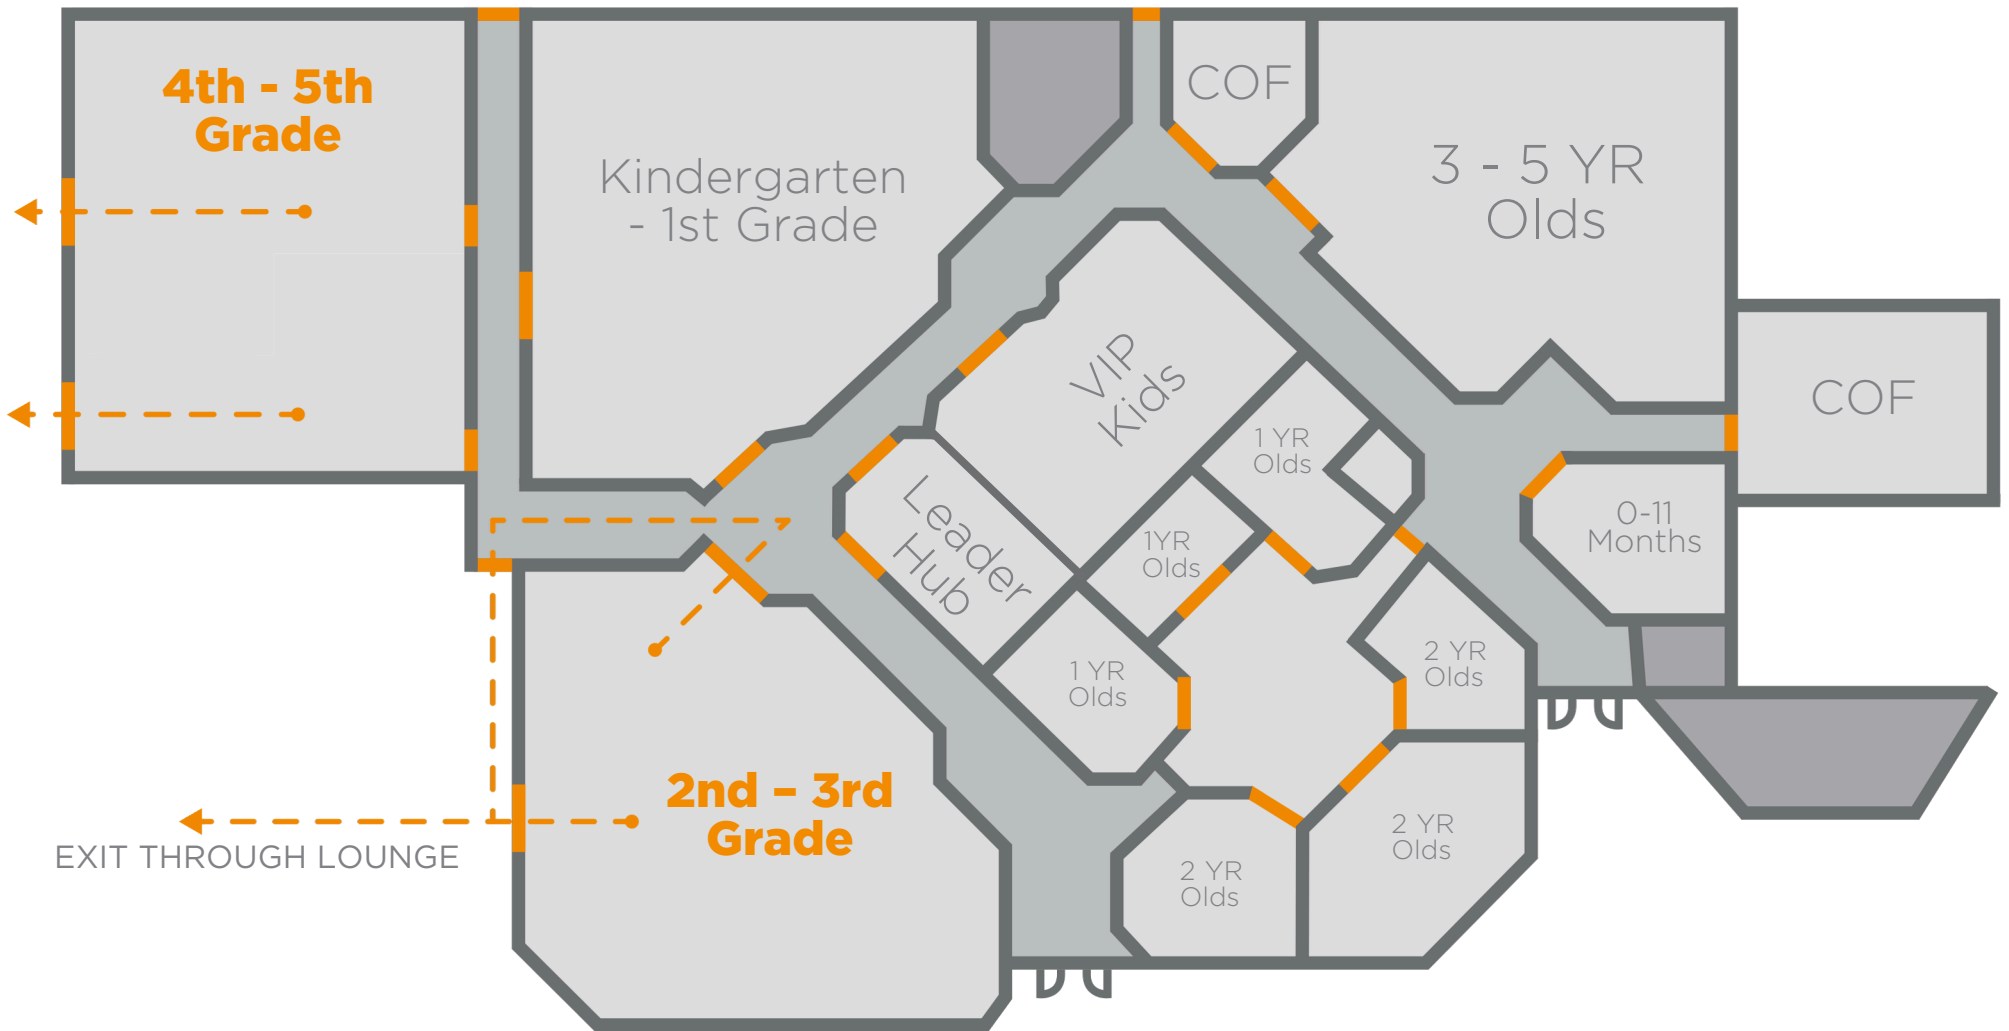 4th - 5th
Grade
Kindergarten
- 1st Grade
COF
3 - 5 YR
Olds
VIP
Kids
COF
1 YR
Olds
Leader
Hub
1YR
Olds
0-11
Months
1 YR
Olds
2 YR
Olds
2nd – 3rd
Grade
EXIT THROUGH LOUNGE
2 YR
Olds
2 YR
Olds